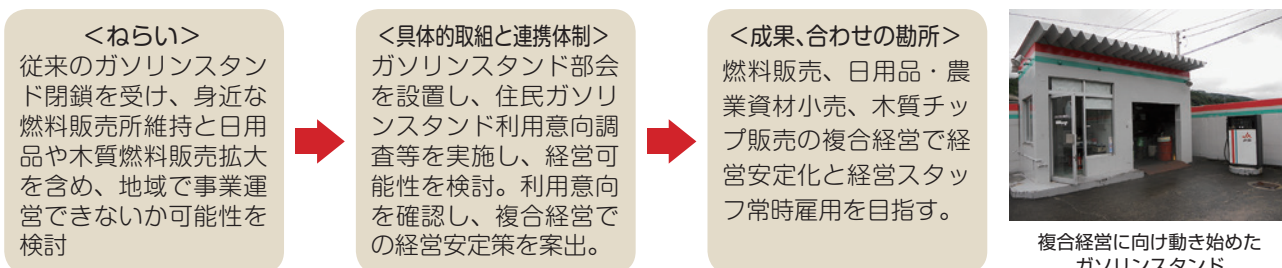 <ねらい>
従来のガソリンスタン
ド閉鎖を受け、身近な
燃料販売所維持と日用
品や木質燃料販売拡大
を含め、地域で事業運
営できないか可能性を
検討
<具体的取組と連携体制>
ガソリンスタンド部会
を設置し、住民ガソリ
ンスタンド利用意向調
査等を実施し、経営可
能性を検討。利用意向
を確認し、複合経営で
の経営安定策を案出。
<成果、合わせの勘所>
燃料販売、日用品・農
業資材小売、木質チッ
プ販売の複合経営で経
営安定化と経営スタッ
フ常時雇用を目指す。
複合経営に向け動き始めた
ガソリンスタンド